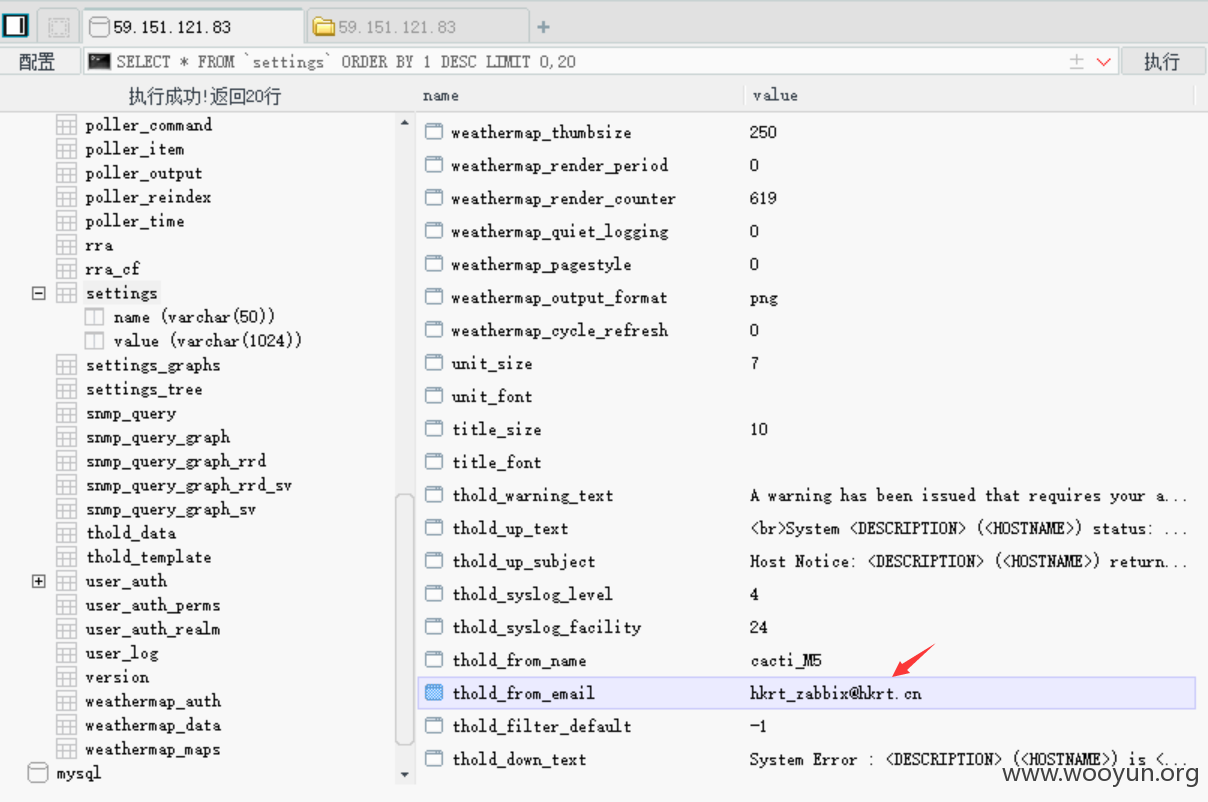 59.151.121.83
59.151.121.83
配置
SELECT * FROM `settings` ORDER BY 1 DESC LIMIT 0,20
执行
执行成功!返回20行
name
value
poller_command
poller_item
poller_output
poller_reindex
poller_time
rra
rra_cf
settings
name (varchar(50))
value (varchar(1024))
settings_graphs
settings_tree
snmp_query
snmp_query_graph
snmp_query_graph_rrd
snmp_query_graph_rrd_sv
snmp_query_graph_sv
thold_data
thold_template
user_auth
user_auth_perms
user_auth_realm
user_log
version
weathermap_auth
weathermap_data
weathermap_maps
mysql
weathermap_thumbsize 250
weathermap_render_period 0
weathermap_render_counter 619
weathermap_quiet_logging 0
weathermap_pagestyle 0
weathermap_output_format png
weathermap_cycle_refresh 0
unit_size 7
unit_font
title_size 10
title_font
thold_warning_text A warning has been issued that requires your a...
thold_up_text <br>System <DESCRIPTION> (<HOSTNAME>) status: ...
thold_up_subject Host Notice: <DESCRIPTION> (<HOSTNAME>) return...
thold_syslog_level 4
thold_syslog_facility 24
thold_from_name cacti_M5
thold_from_email hkrt_zabbix@hkrt.cn
thold_filter_default -1
thold_down_text System Error : <DESCRIPTION> (<HOSTNAME>) is <...
www.wooyun.org